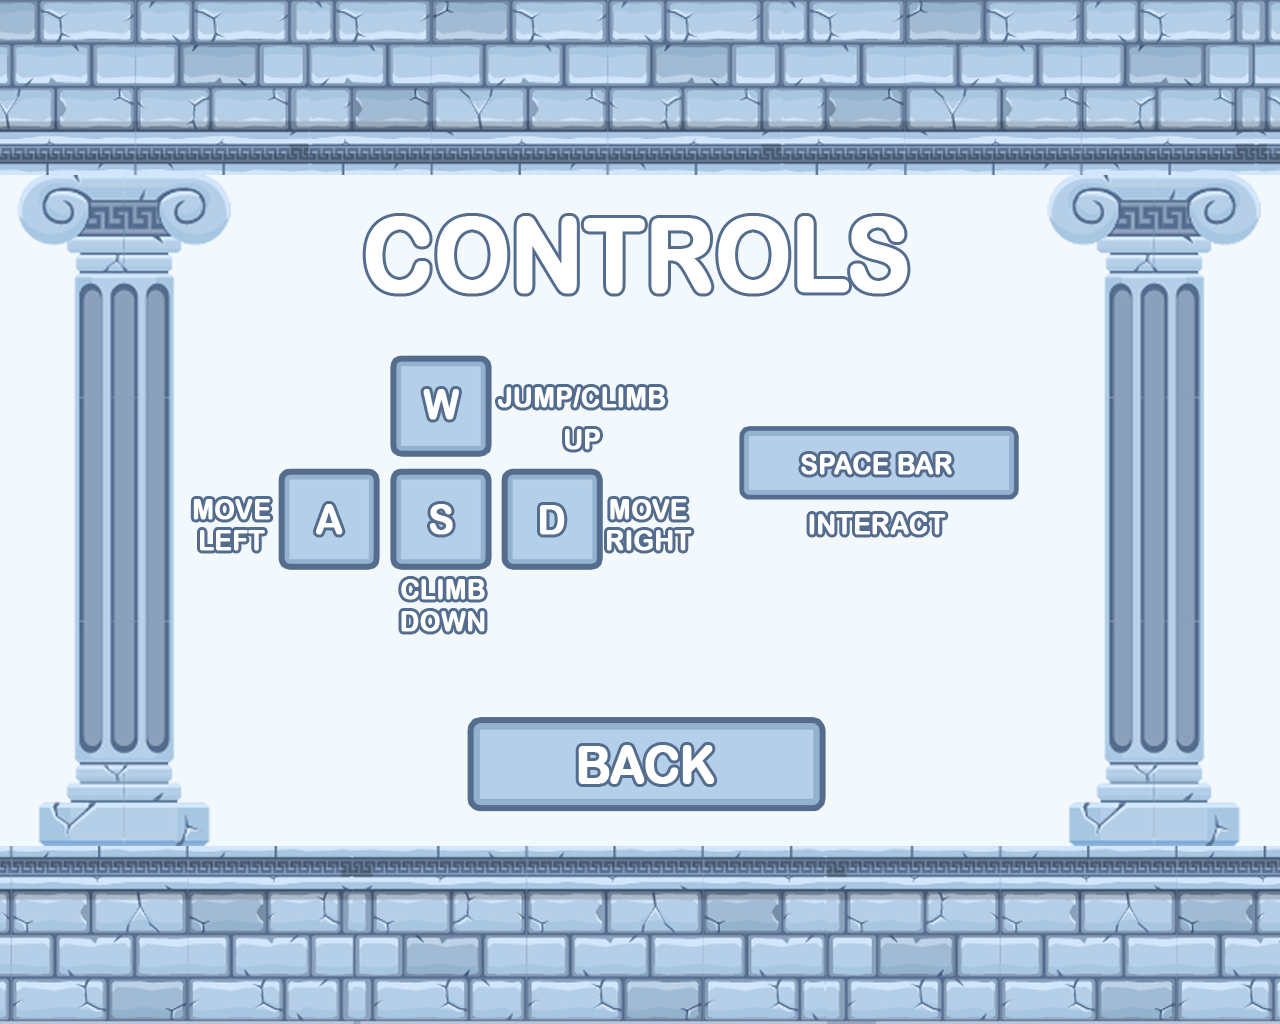 CONTROLS
W
JUMP/CLIMB
UP
MOVE
LEFT
A
S
D
MOVE
RIGHT
CLIMB
DOWN
SPACE BAR
INTERACT
BACK